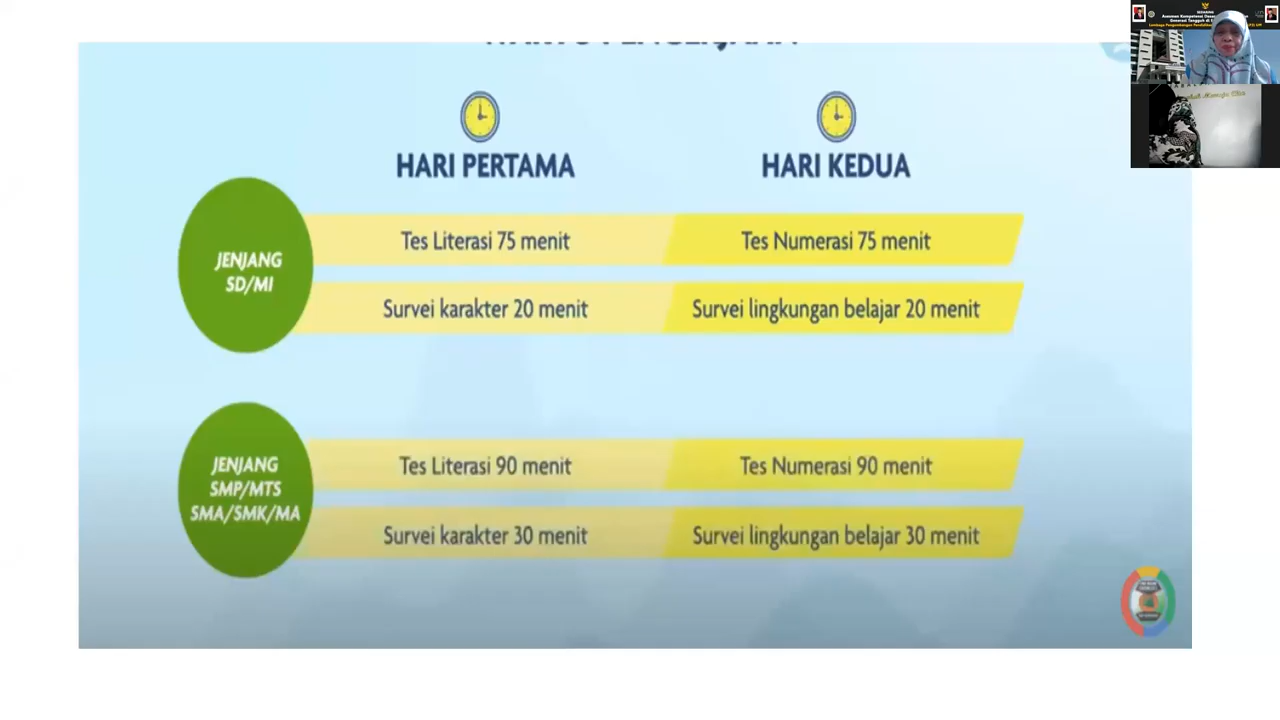 HARI PERTAMA
HARI KEDUA
JENJANG
SD/MI
Tes Literasi 75 menit
Tes Numerasi 75 menit
Survei karakter 20 menit
Survei lingkungan belajar 20 menit
JENJANG
SMP/MTS
SMA/SMK/MA
Tes Literasi 90 menit
Tes Numerasi 90 menit
Survei karakter 30 menit
Survei lingkungan belajar 30 menit